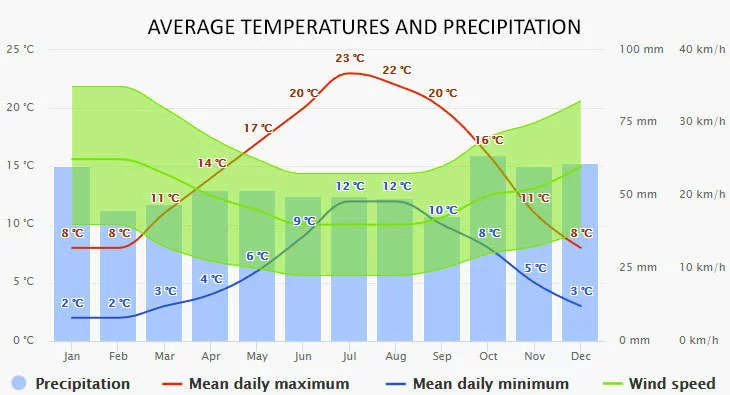 AVERAGE TEMPERATURES AND PRECIPITATION
25 °C 100 mm 40 km/h
23 °C
22 °C
20 °C 20 °C
20 °C 75 mm 30 km/h
17 °C
16 °C
14 °C
15 °C 50 mm 20 km/h
12 °C 12 °C
11 °C 11 °C
10 °C
9 °C
10 °C 25 mm 10 km/h
8 °C 8 °C 8 °C 8 °C
6 °C
5 °C
4 °C
5 °C
3 °C 3 °C
2 °C 2 °C
0 °C 0 mm 0 km/h
Jan Feb Mar Apr May Jun Jul Aug Sep Oct Nov Dec
Precipitation Mean daily maximum Mean daily minimum Wind speed